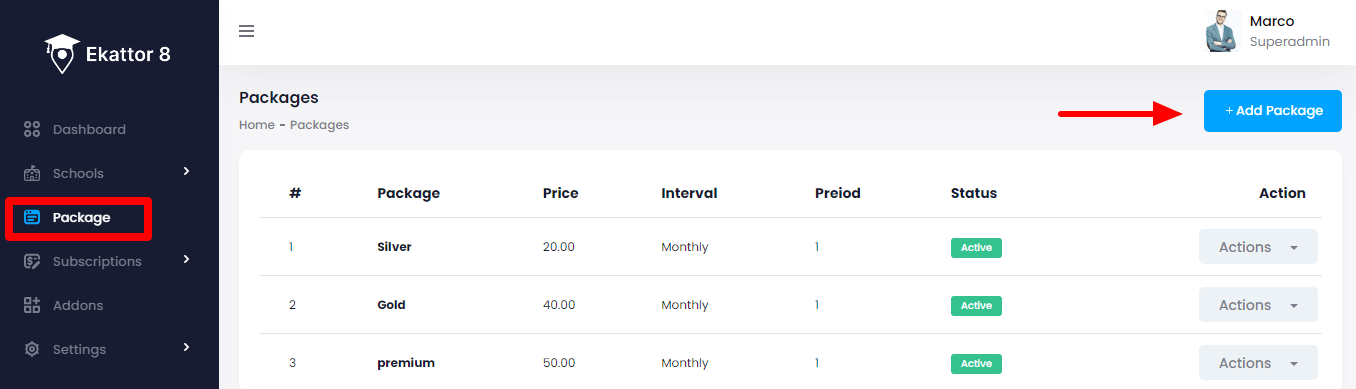 Ekattor 8
Dashboard
Schools
Package
Subscriptions
Addons
Settings
Marco
Superadmin
Packages
Home - Packages
+ Add Package
# Package Price Interval Preiod Status Action
1 Silver 20.00 Monthly 1 Active Actions
2 Gold 40.00 Monthly 1 Active Actions
3 premium 50.00 Monthly 1 Active Actions